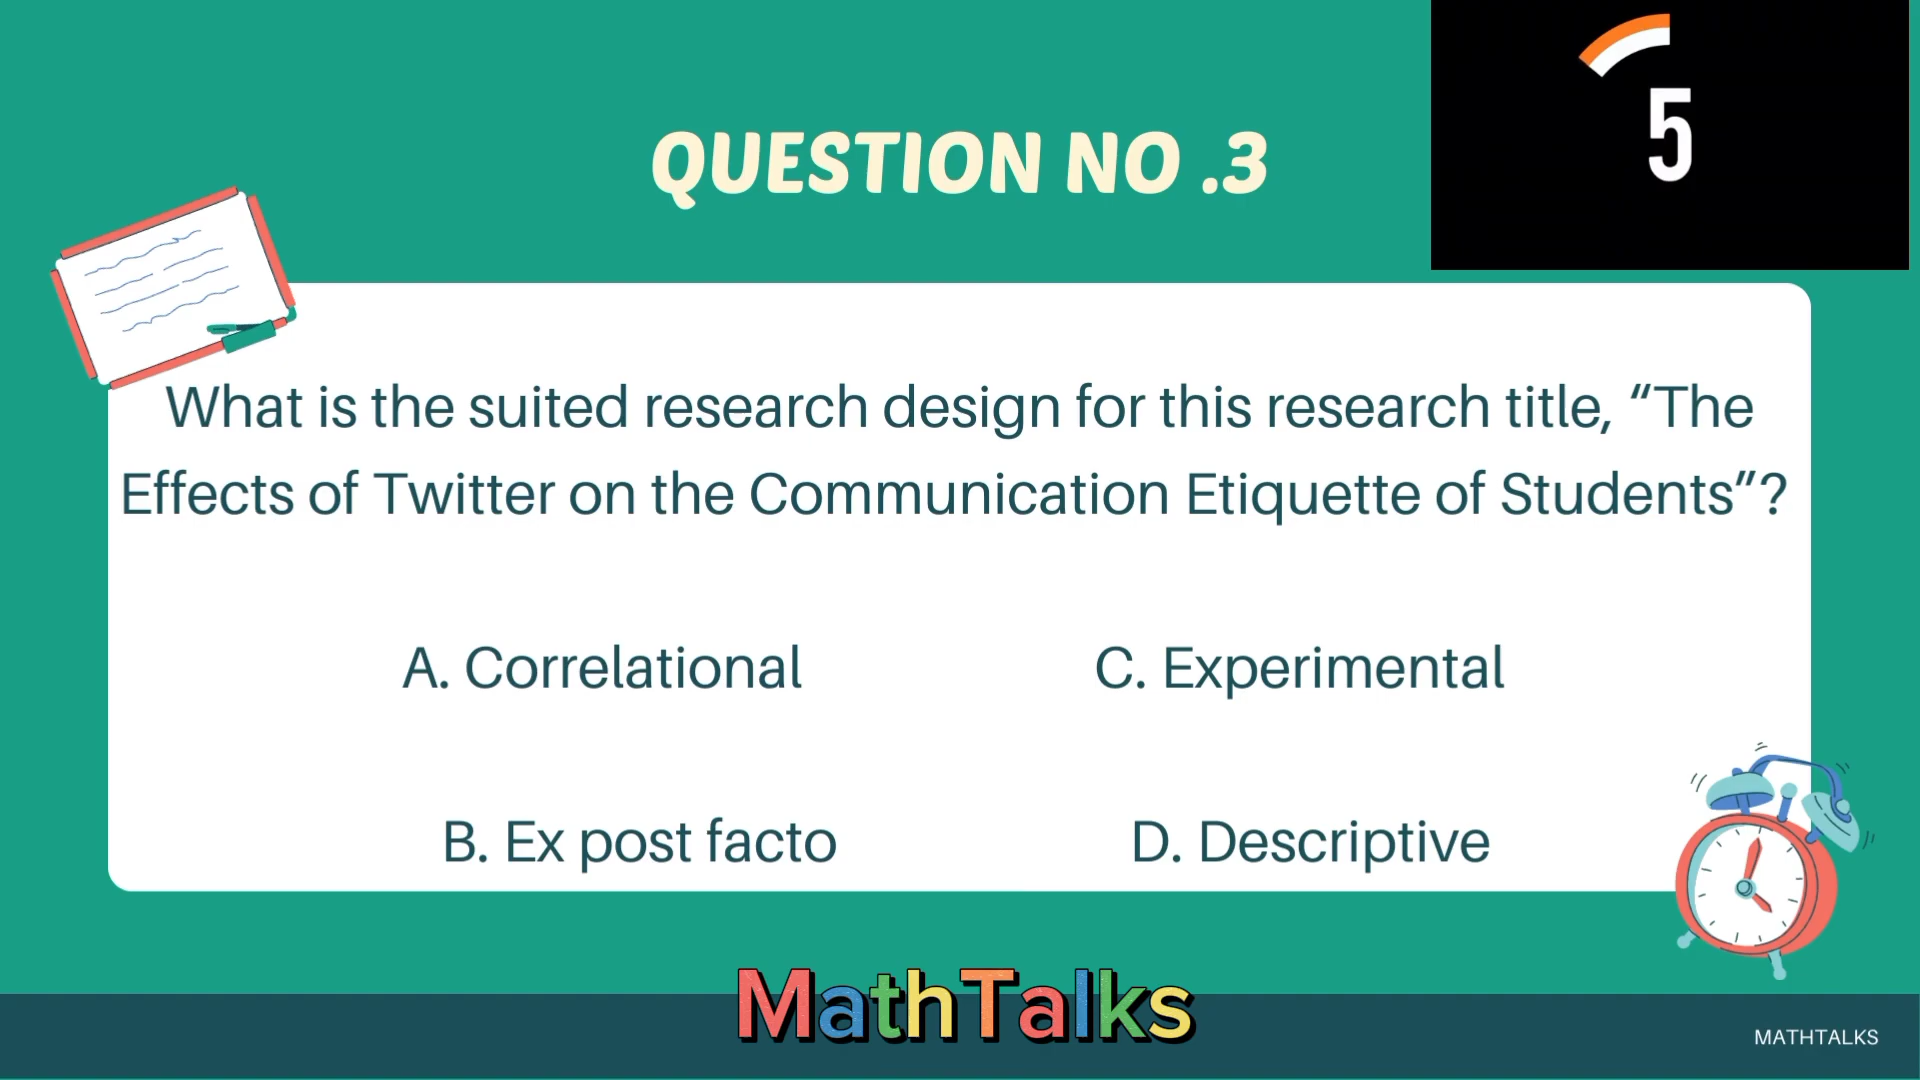 5
QUESTION NO .3
What is the suited research design for this research title, “The
Effects of Twitter on the Communication Etiquette of Students”?
A. Correlational
C. Experimental
B. Ex post facto
D. Descriptive
MathTalks
MATHTALKS